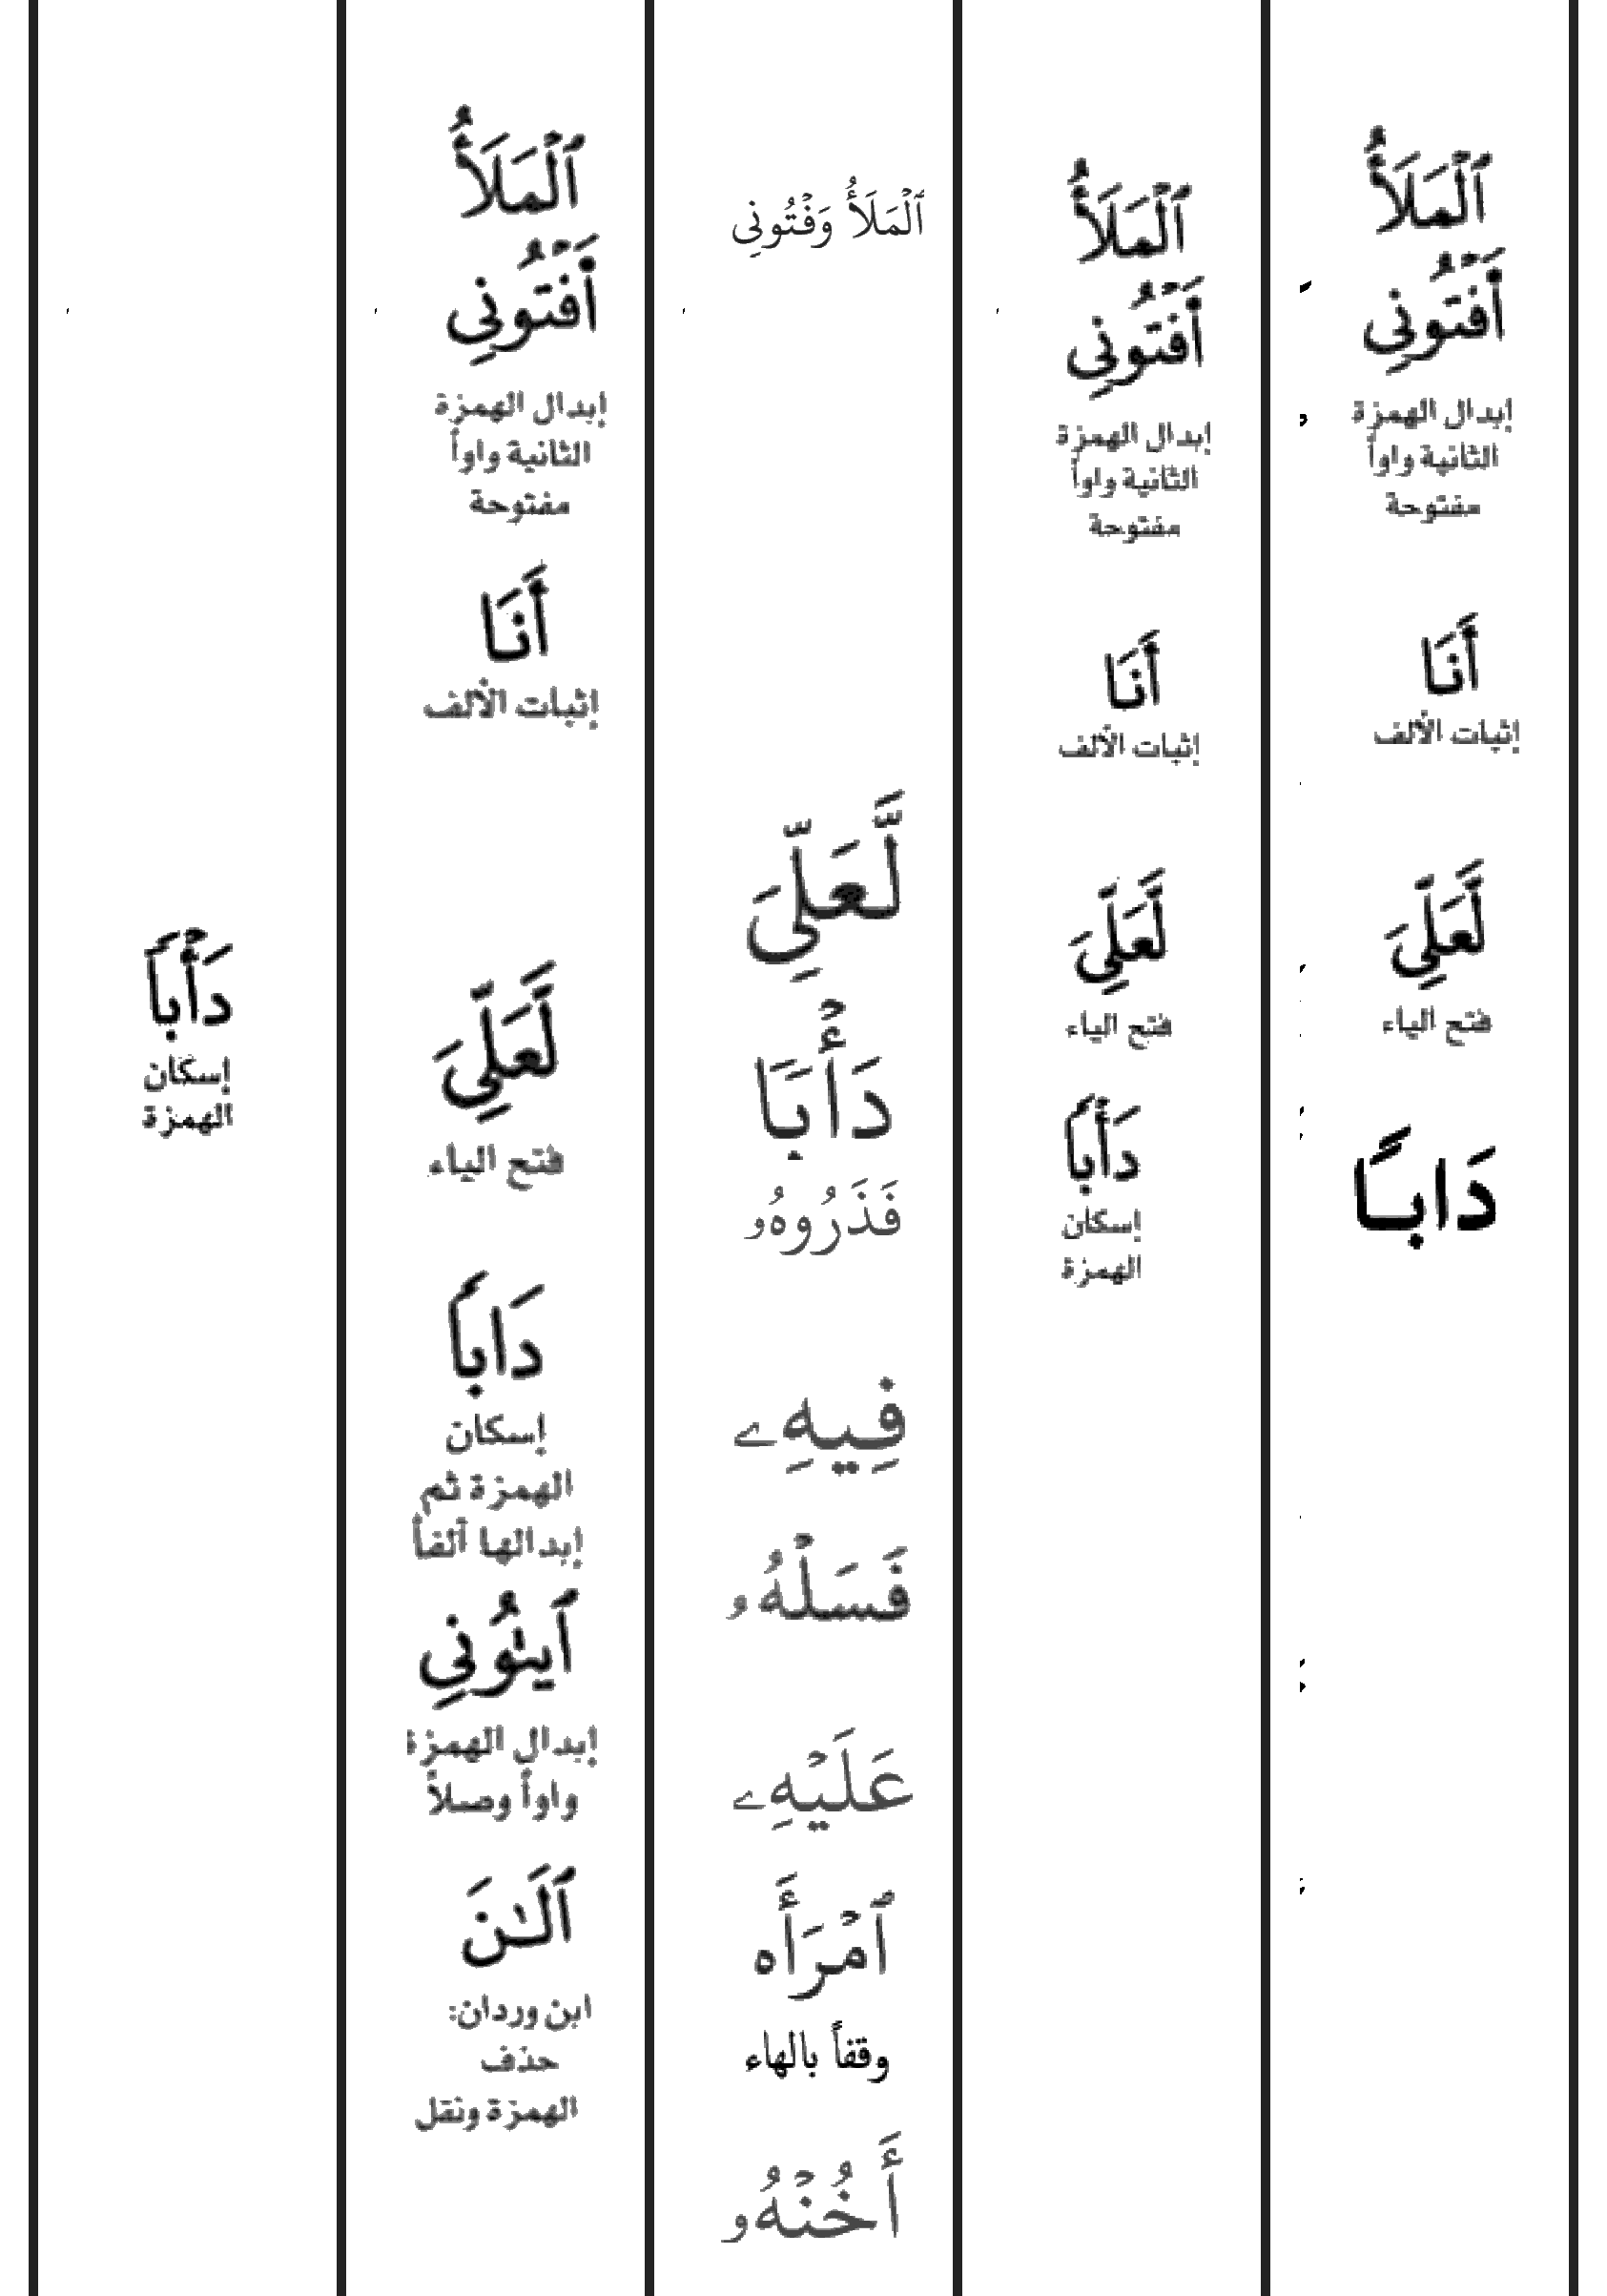 ٱلْمَلَأُ
أَفْتُونِى
إبدال الهمزة
الثانية واواً
مفتوحة
أَنَا
إثبات الألف
لَّعَلِّىَ
فتح الياء
دَابًا
ٱلْمَلَأُ
أَفْتُونِى
إبدال الهمزة
الثانية واواً
مفتوحة
أَنَا
إثبات الألف
لَّعَلِّىَ
فتح الياء
دَأْباً
إسكان
الهمزة
ٱلْمَلَأُ وَفْتُونِى
لَّعَلِّىَ
دَأْبًا
فَذَرُوهُۥ
فِيهِۦ
فَسَلْهُۥ
عَلَيْهِۦ
ٱمْرَأَه
وقفاً بالهاء
أَخُنْهُۥ
ٱلْمَلَأُ
أَفْتُونِى
إبدال الهمزة
الثانية واواً
مفتوحة
أَنَا
إثبات الألف
لَّعَلِّىَ
فتح الياء
دَاباً
إسكان
الهمزة ثم
إبدالها ألفاً
إبدال الهمزة
واواً وصلاً
ٱلَـٰنَ
ابن وردان:
حذف
الهمزة ونقل
دَأْباً
إسكان
الهمزة